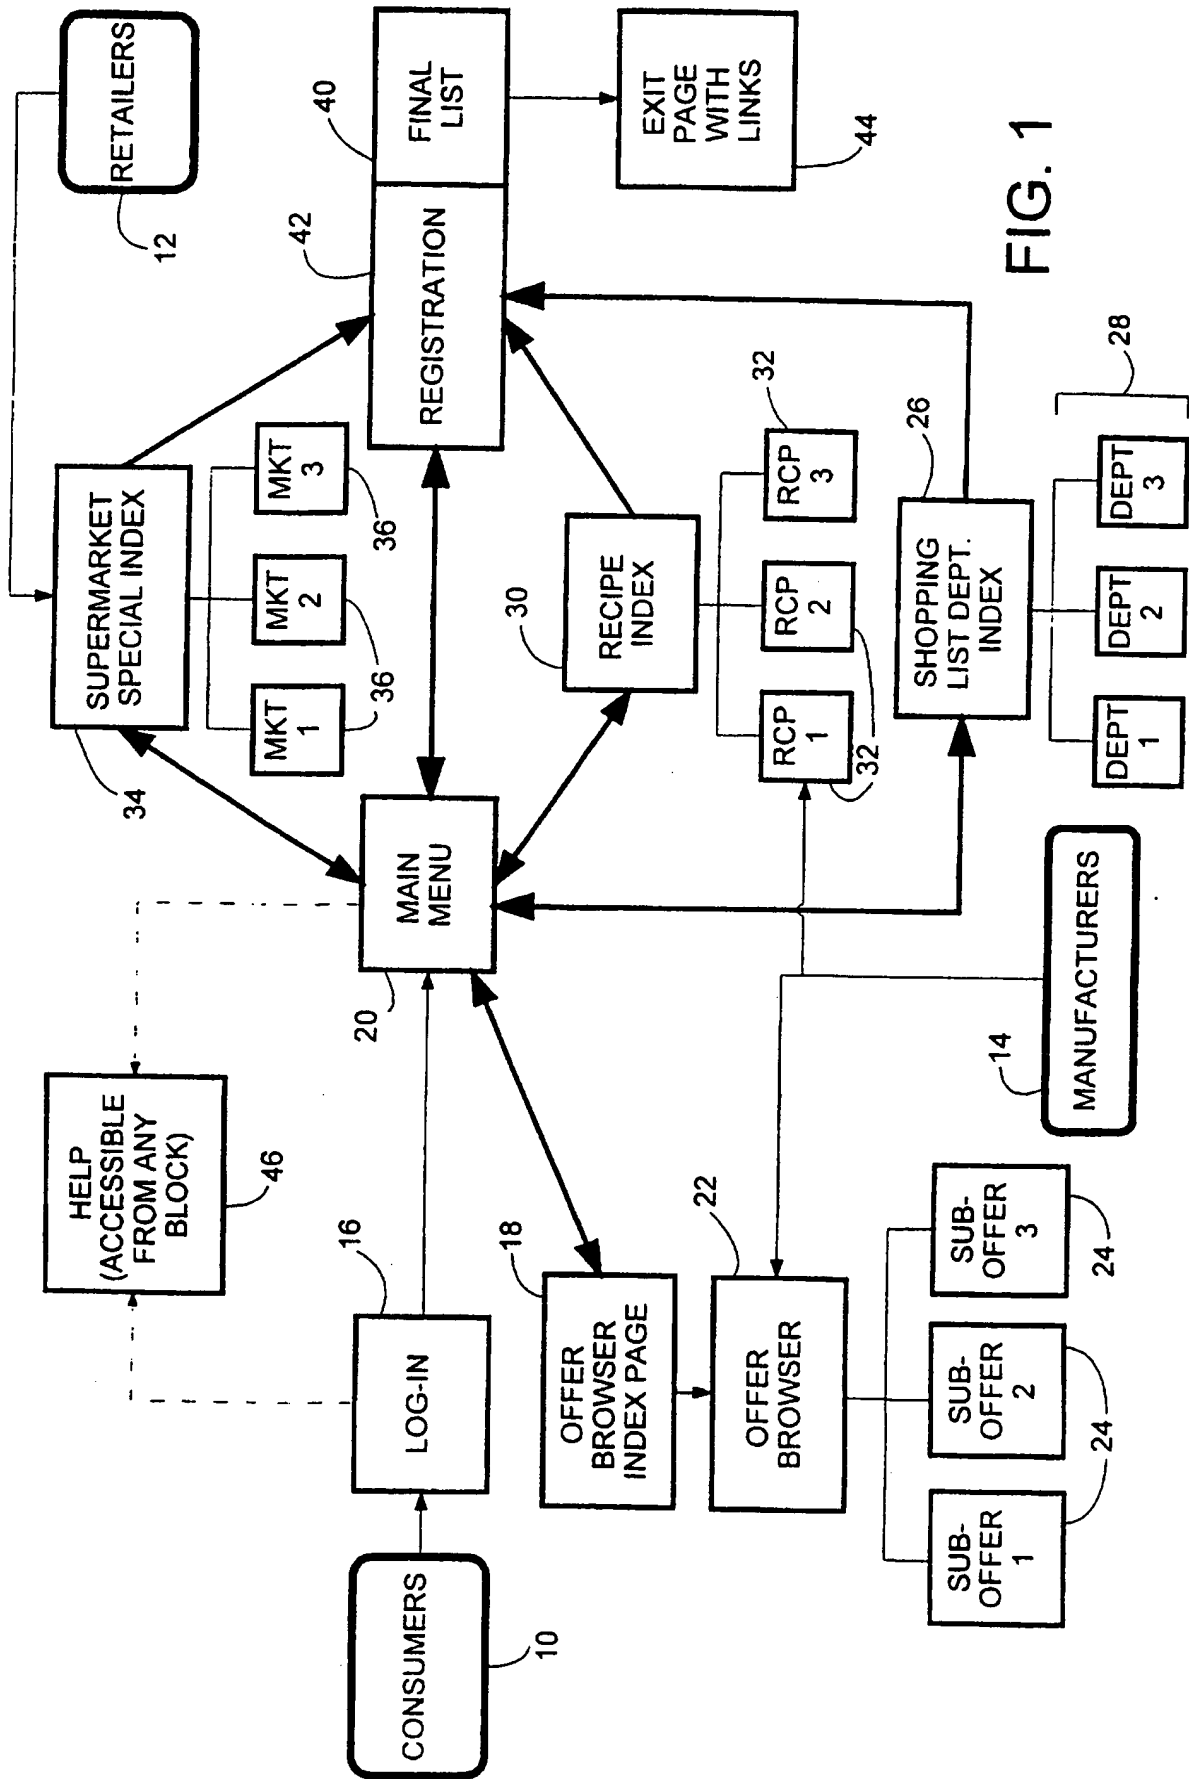 RETAILERS
12
SUPERMARKET
SPECIAL INDEX
34
MKT
1
MKT
2
MKT
3
36
36
HELP
(ACCESSIBLE
FROM ANY
BLOCK)
46
CONSUMERS
10
LOG-IN
16
MAIN
MENU
20
REGISTRATION
42
FINAL
LIST
40
EXIT
PAGE
WITH
LINKS
44
OFFER
BROWSER
INDEX PAGE
18
RECIPE
INDEX
30
OFFER
BROWSER
22
RCP
1
RCP
2
RCP
3
32
32
SUB-
OFFER
1
SUB-
OFFER
2
SUB-
OFFER
3
24
24
MANUFACTURERS
14
SHOPPING
LIST DEPT.
INDEX
26
DEPT
1
DEPT
2
DEPT
3
28
FIG. 1